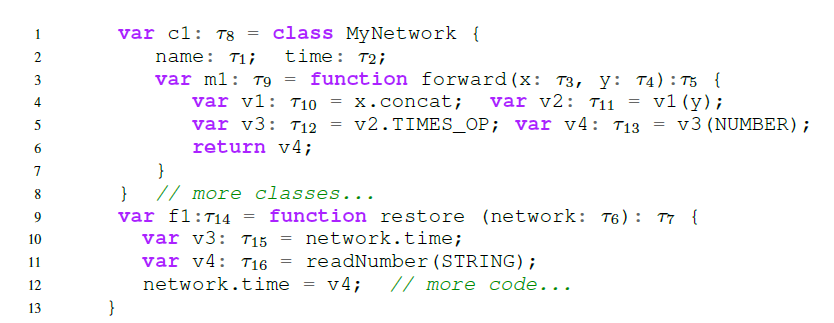 1 var c1: τ8 = class MyNetwork {
2 name: τ1; time: τ2;
3 var m1: τ9 = function forward(x: τ3, y: τ4):τ5 {
4 var v1: τ10 = x.concat; var v2: τ11 = v1(y);
5 var v3: τ12 = v2.TIMES_OP; var v4: τ13 = v3(NUMBER);
6 return v4;
7 }
8 } // more classes...
9 var f1:τ14 = function restore (network: τ6): τ7 {
10 var v3: τ15 = network.time;
11 var v4: τ16 = readNumber(STRING);
12 network.time = v4; // more code...
13 }